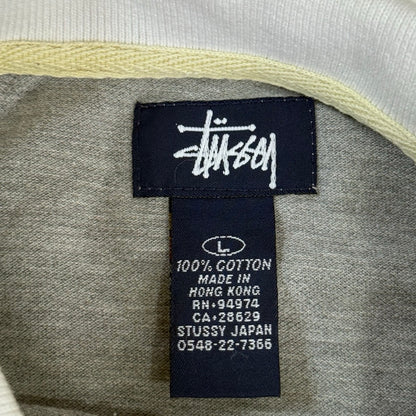 Stüssy
L
100% COTTON
MADE IN
HONG KONG
RN♦94974
CA♦28629
STUSSY JAPAN
0548-22-7366